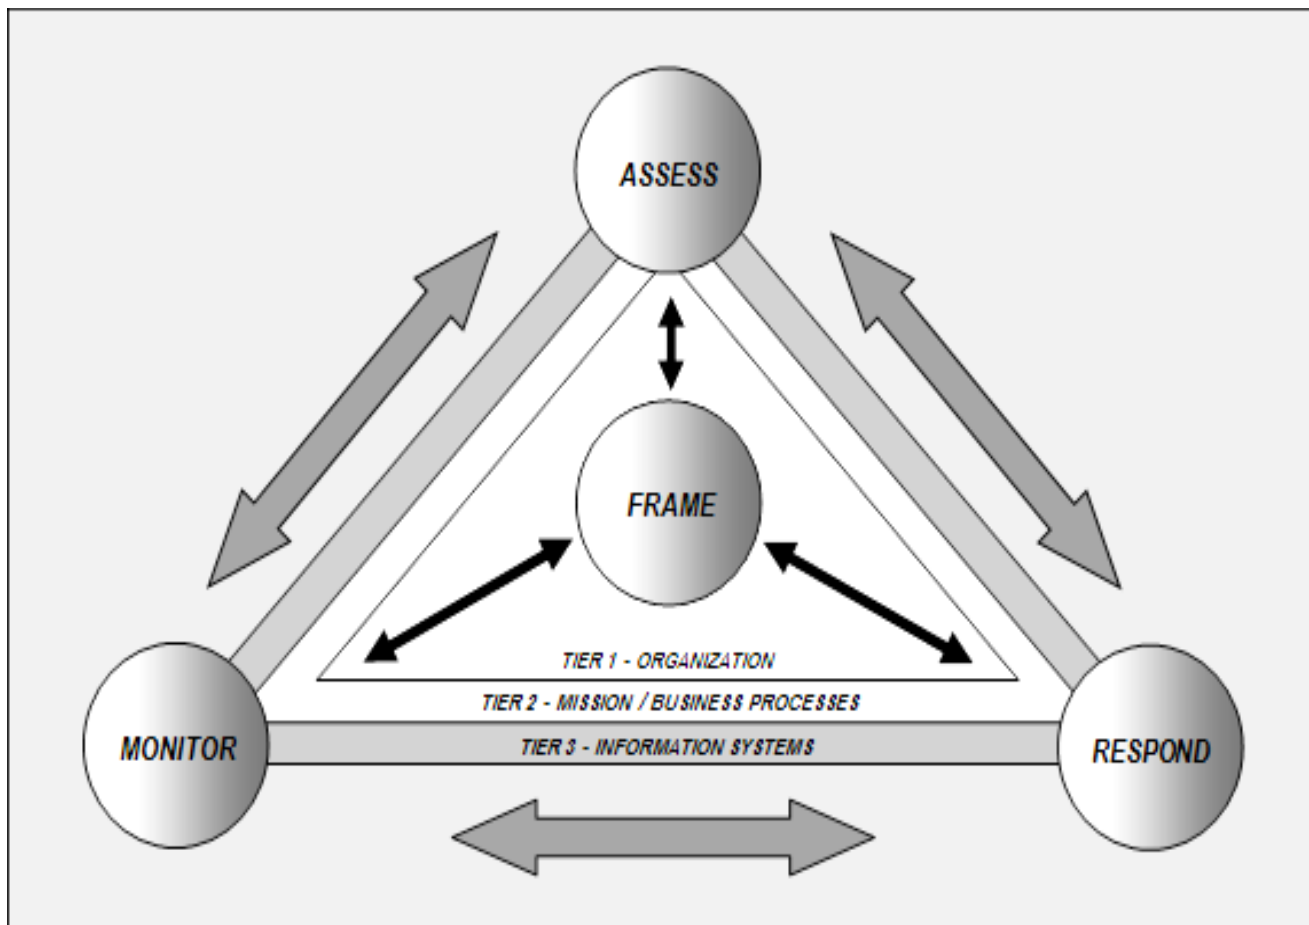 ASSESS
FRAME
TIER 1 - ORGANIZATION
TIER 2 - MISSION / BUSINESS PROCESSES
MONITOR
TIER 3 - INFORMATION SYSTEMS
RESPOND